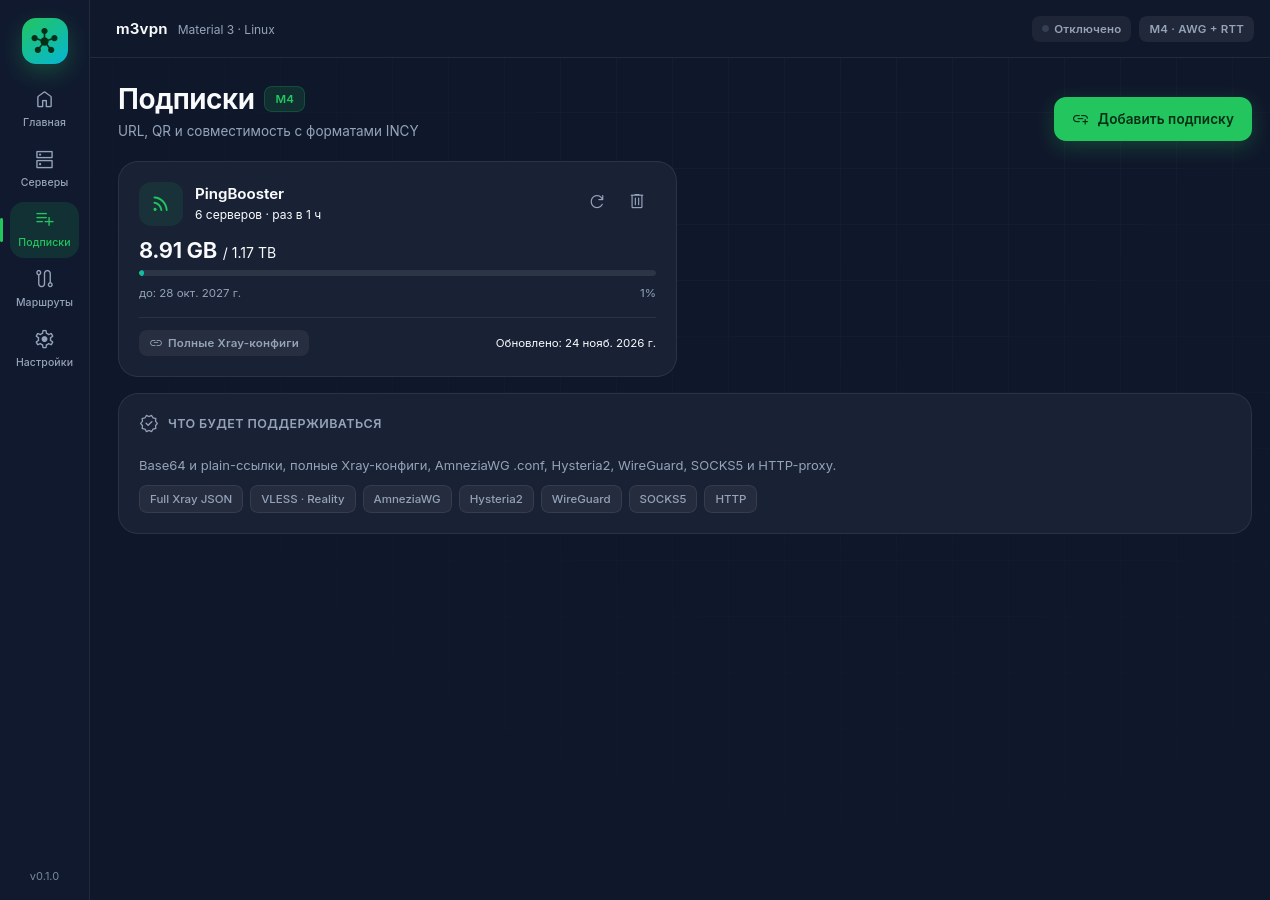 m3vpn Material 3 · Linux
Отключено
M4 · AWG + RTT
Главная
Серверы
Подписки
Маршруты
Настройки
v0.1.0
Подписки M4
URL, QR и совместимость с форматами INCY
Добавить подписку
PingBooster
6 серверов · раз в 1 ч
8.91 GB / 1.17 TB
до: 28 окт. 2027 г. 1%
Полные Xray-конфиги Обновлено: 24 нояб. 2026 г.
ЧТО БУДЕТ ПОДДЕРЖИВАТЬСЯ
Base64 и plain-ссылки, полные Xray-конфиги, AmneziaWG .conf, Hysteria2, WireGuard, SOCKS5 и HTTP-proxy.
Full Xray JSON VLESS · Reality AmneziaWG Hysteria2 WireGuard SOCKS5 HTTP